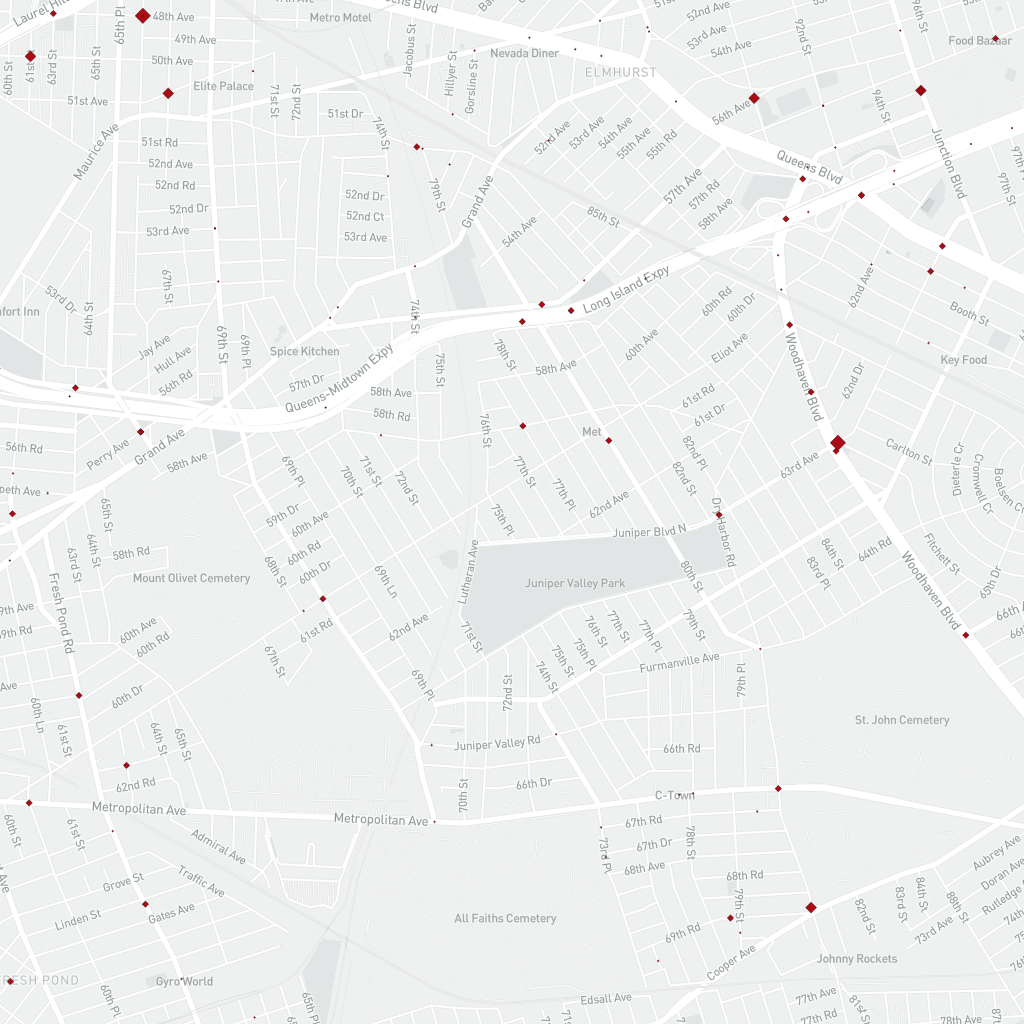 Laurel Hill
65th Pl
48th Ave
Metro Motel
Queens Blvd
52nd Ave
53rd Ave
54th Ave
92nd St
96th St
Food Bazaar
49th Ave
50th Ave
60th St
61st
63rd St
65th St
Jacobus St
Hillyer St
Gorsline St
Nevada Diner
ELMHURST
Elite Palace
71st St
72nd St
51st Ave
51st Dr
74th St
56th Ave
94th St
Maurice Ave
51st Rd
52nd Ave
52nd Rd
52nd Dr
53rd Ave
52nd Dr
52nd Ct
53rd Ave
79th St
Grand Ave
52nd Ave
53rd Ave
54th Ave
55th Ave
55th Rd
57th Ave
57th Rd
58th Ave
Queens Blvd
Junction Blvd
97th St
97th Pl
85th St
54th Ave
67th St
53rd Dr
64th St
Long Island Expy
60th Rd
60th Dr
62nd Ave
Booth St
69th St
69th Pl
74th St
Jay Ave
Hull Ave
56th Rd
Spice Kitchen
57th Dr
Queens-Midtown Expy
75th St
78th St
58th Ave
60th Ave
Eliot Ave
Woodhaven Blvd
62nd Dr
Key Food
58th Ave
58th Rd
61st Rd
61st Dr
Perry Ave
Grand Ave
58th Ave
56th Rd
76th St
Met
82nd Pl
82nd St
63rd Ave
Carlton St
Dieterle Cr
Cromwell Cr
Boelsen Cr
69th Pl
70th St
71st St
72nd St
77th St
77th Pl
62nd Ave
65th St
64th St
59th Dr
60th Ave
60th Rd
60th Dr
75th Pl
Juniper Blvd N
Dry Harbor Rd
58th Rd
63rd St
Mount Olivet Cemetery
68th St
Lutheran Ave
Juniper Valley Park
80th St
83rd Pl
84th St
64th Rd
Fitchett St
65th Rd
Woodhaven Blvd
66th
Fresh Pond Rd
61st Rd
69th Ln
62nd Ave
71st St
60th Ave
60th Rd
67th St
69th Pl
74th St
75th St
75th Pl
76th St
77th St
77th Pl
79th St
Furmanville Ave
79th Pl
60th Dr
60th Ln
61st St
64th St
65th St
72nd St
St. John Cemetery
Juniper Valley Rd
66th Rd
62nd Rd
66th Dr
70th St
C-Town
Metropolitan Ave
Metropolitan Ave
60th St
61st St
Admiral Ave
67th Rd
67th Dr
68th Ave
73rd Pl
78th St
68th Rd
Grove St
Traffic Ave
Linden St
Gates Ave
All Faiths Cemetery
79th St
69th Rd
82nd St
83rd St
84th St
88th St
73rd Ave
Aubrey Ave
Doran Ave
Rutledge
Cooper Ave
Johnny Rockets
FRESH POND
Gyro World
60th Pl
65th Pl
Edsall Ave
71st
77th Ave
77th Rd
81st St
78th Ave